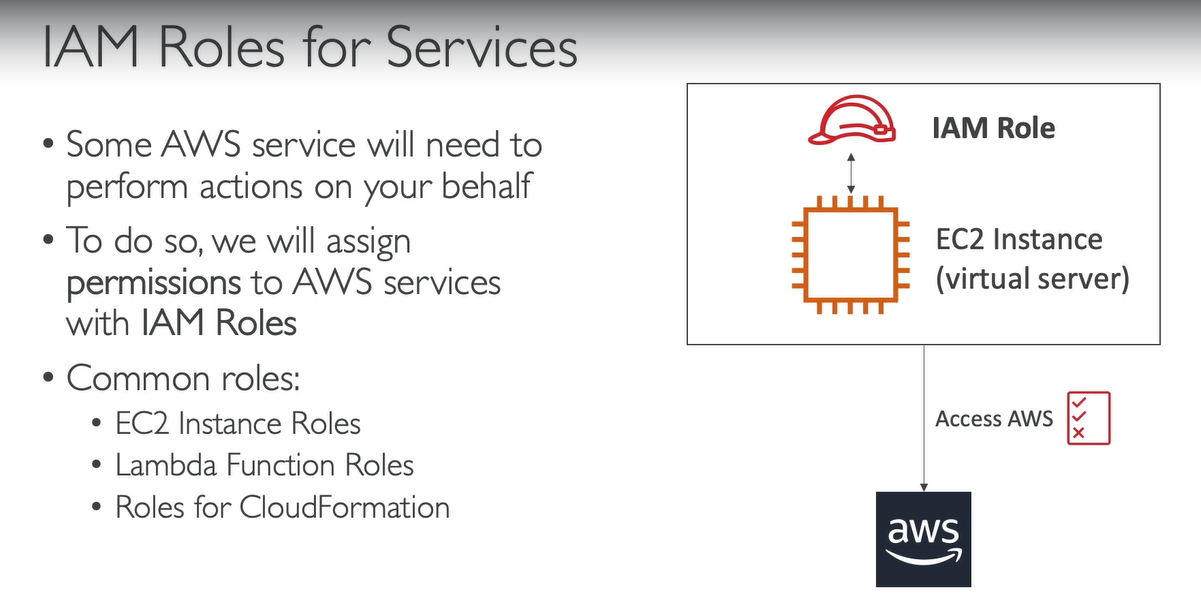 IAM Roles for Services
• Some AWS service will need to
perform actions on your behalf
• To do so, we will assign
permissions to AWS services
with IAM Roles
• Common roles:
• EC2 Instance Roles
• Lambda Function Roles
• Roles for CloudFormation
IAM Role
EC2 Instance
(virtual server)
Access AWS
aws